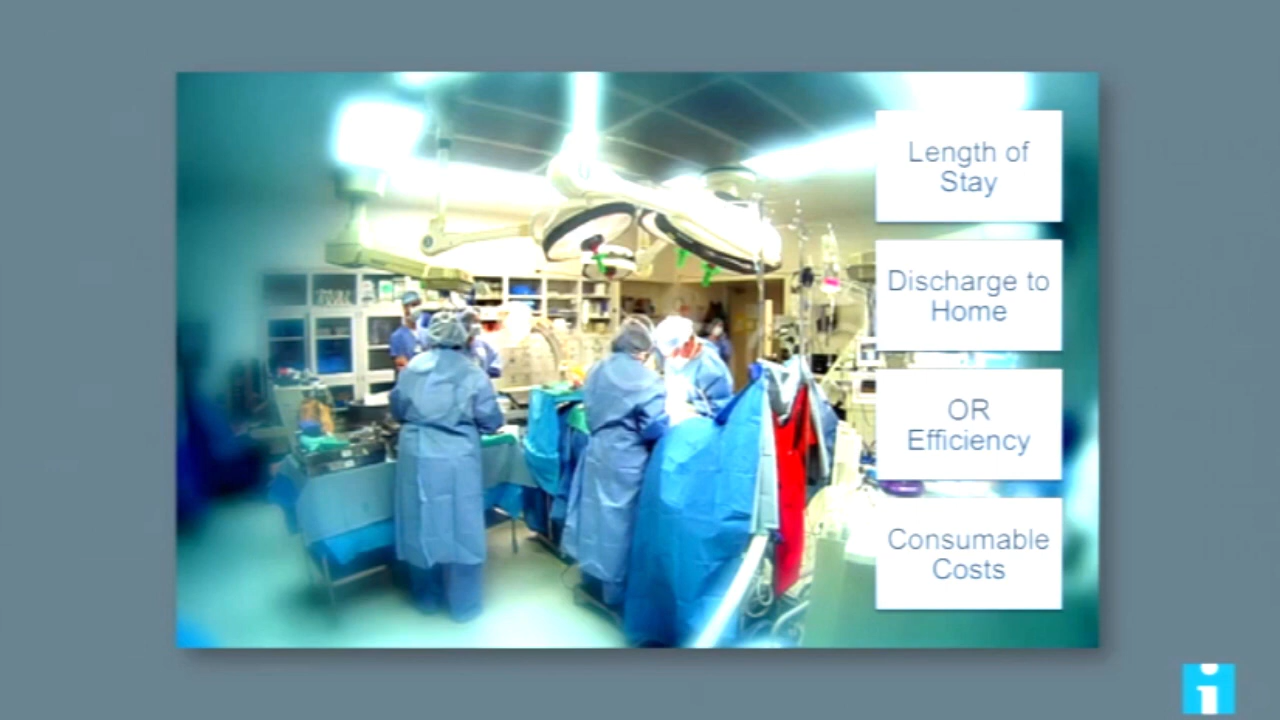 Length of
Stay
Discharge to
Home
OR
Efficiency
Consumable
Costs
i